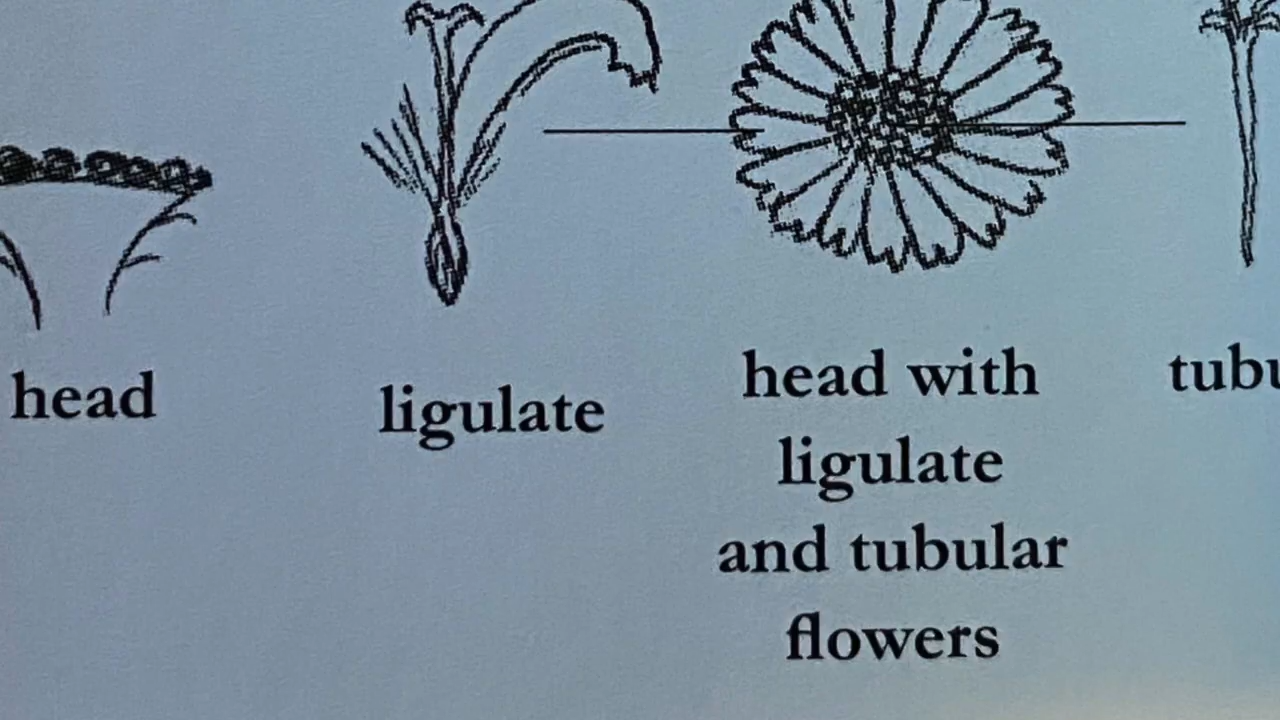 head
ligulate
head with
ligulate
and tubular
flowers